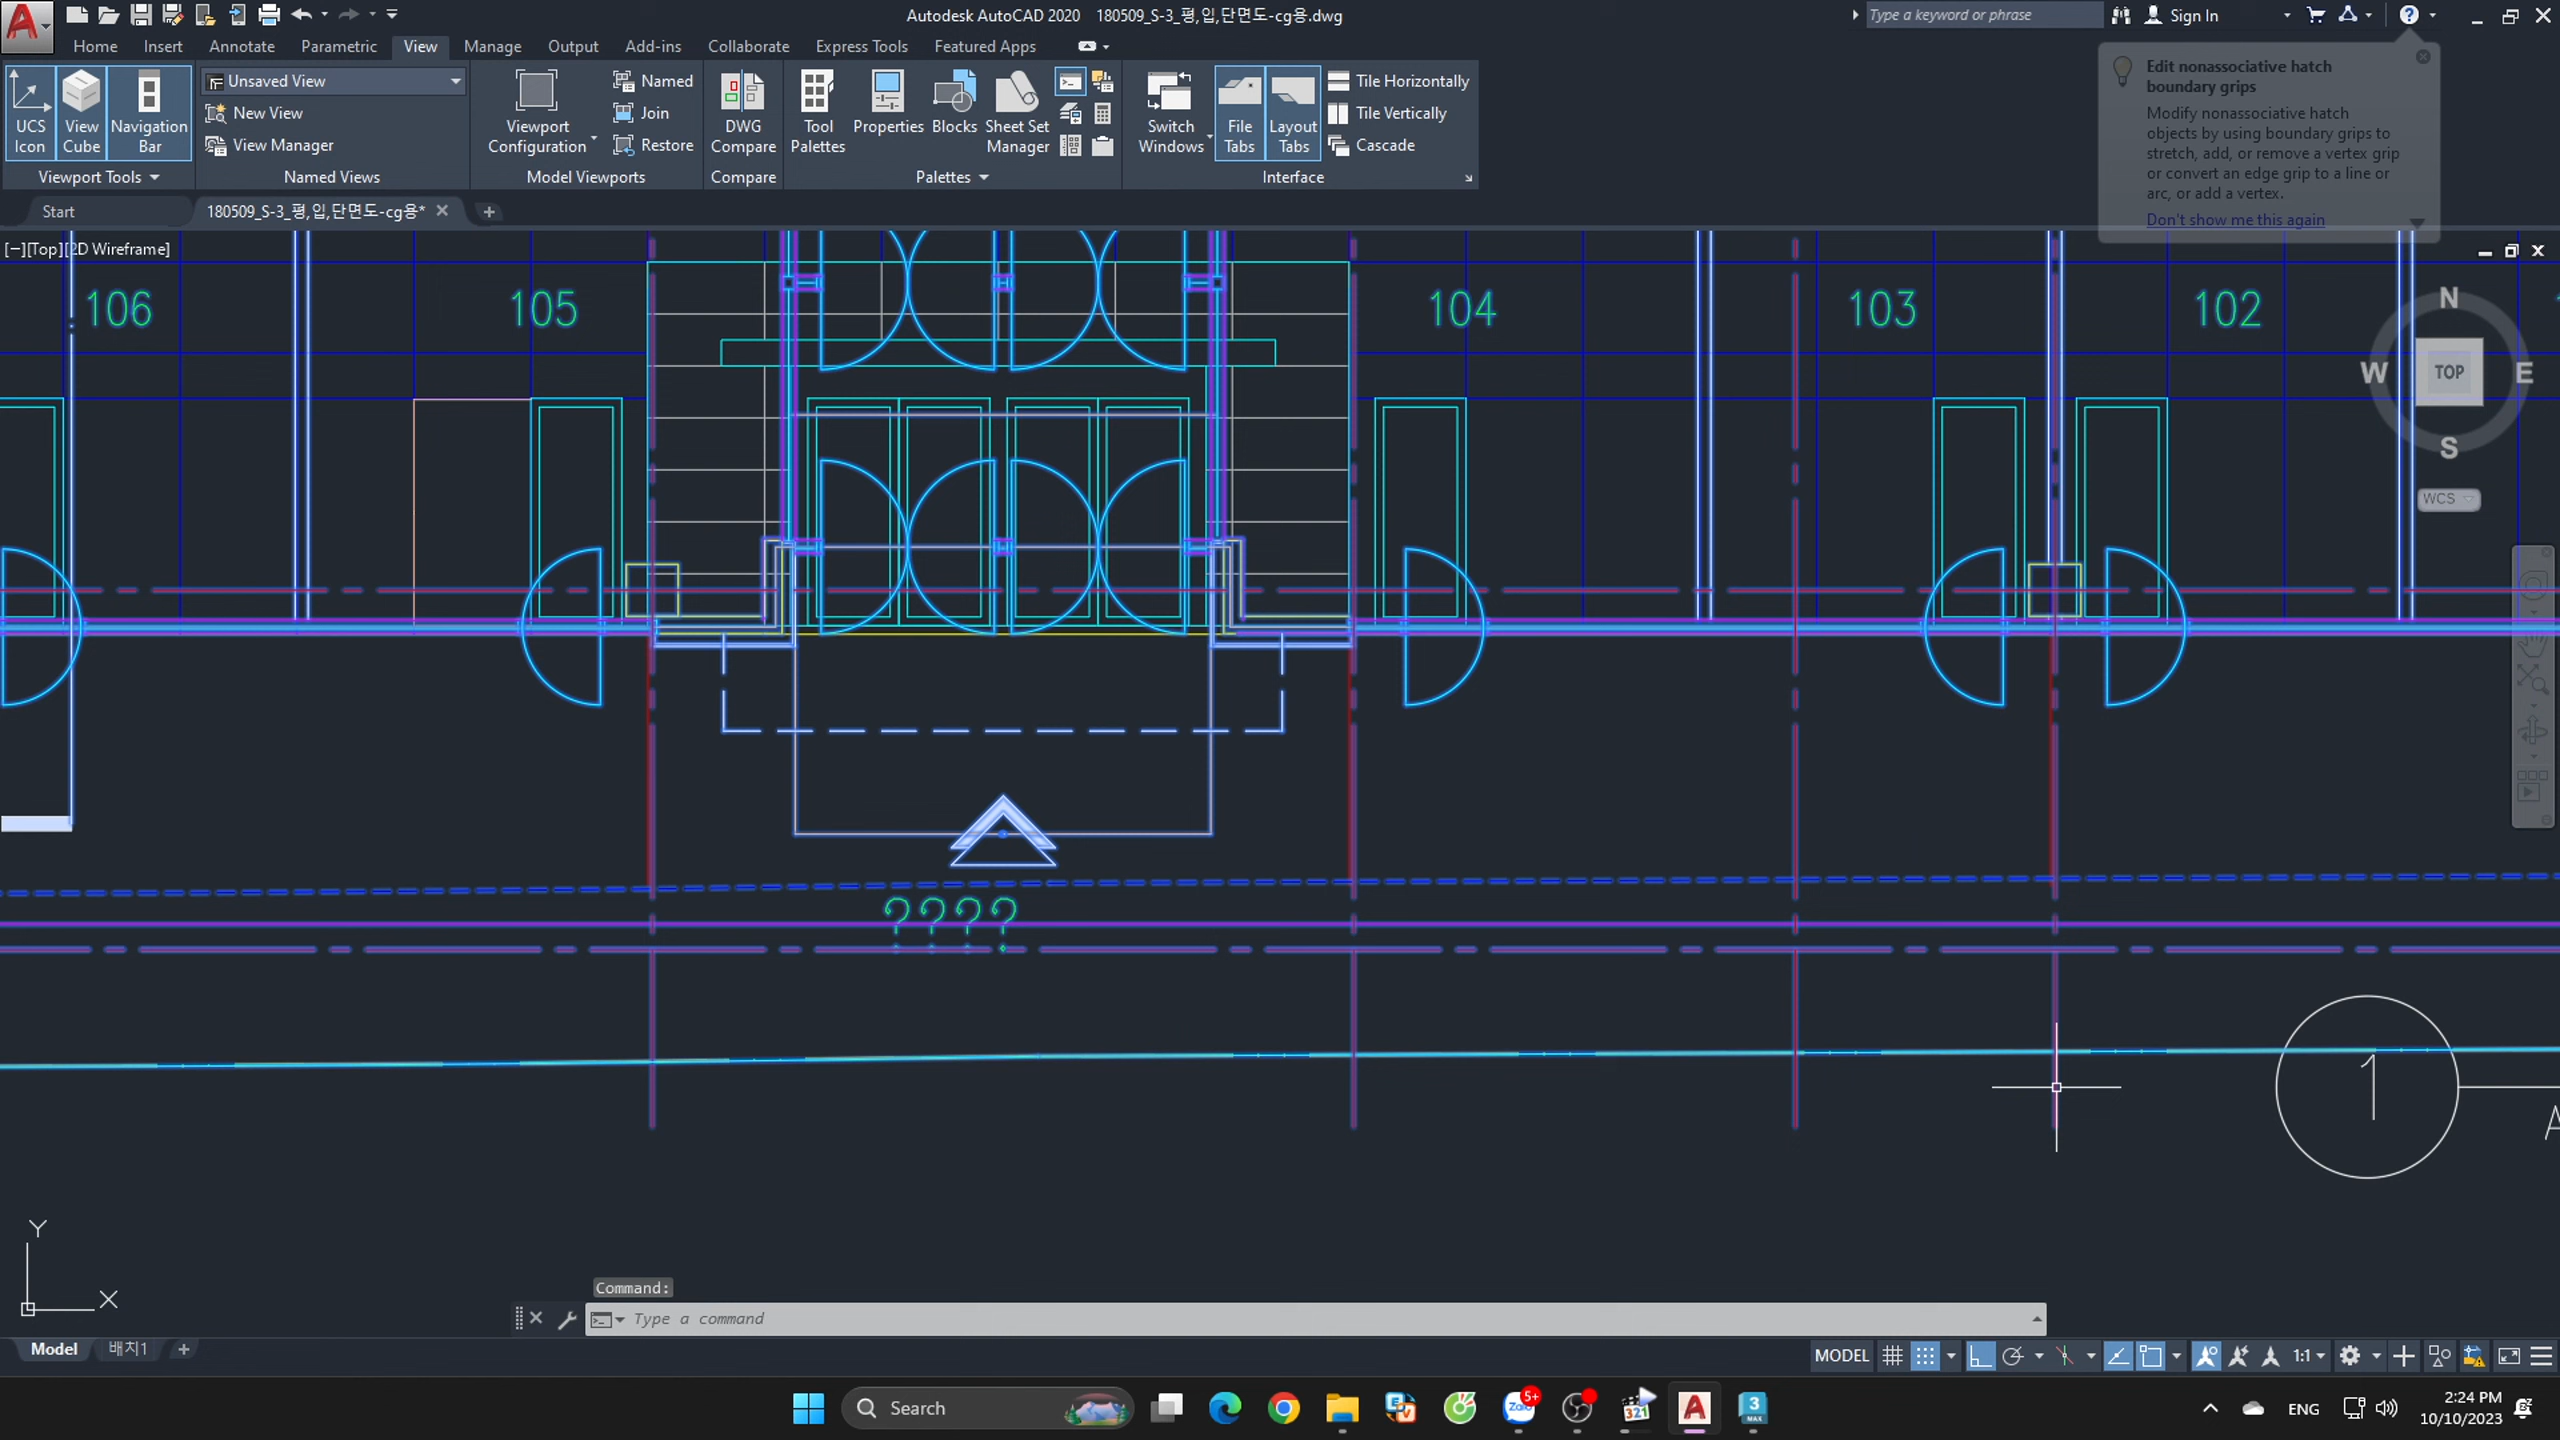 Autodesk AutoCAD 2020 180509_S-3_평,입,단면도-cg용.dwg
Type a keyword or phrase
Sign In
Home Insert Annotate Parametric View Manage Output Add-ins Collaborate Express Tools Featured Apps
UCS Icon
View Cube
Navigation Bar
Viewport Tools
Unsaved View
New View
View Manager
Named Views
Viewport Configuration
Named
Join
Restore
Model Viewports
DWG Compare
Compare
Tool Palettes
Properties
Blocks
Sheet Set Manager
Palettes
Switch Windows
File Tabs
Layout Tabs
Tile Horizontally
Tile Vertically
Cascade
Interface
Edit nonassociative hatch
boundary grips
Modify nonassociative hatch
objects by using boundary grips to
stretch, add, or remove a vertex grip
or convert an edge grip to a line or
arc, or add a vertex.
Don't show me this again
Start
180509_S-3_평,입,단면도-cg용*
[−][Top][2D Wireframe]
106 105 104 103 102
N
W TOP E
S
WCS
????
1
A
Y
X
Command:
Type a command
Model 배치1
MODEL
1:1
Search
5+
Zalo
321
3
MAX
ENG
2:24 PM
10/10/2023